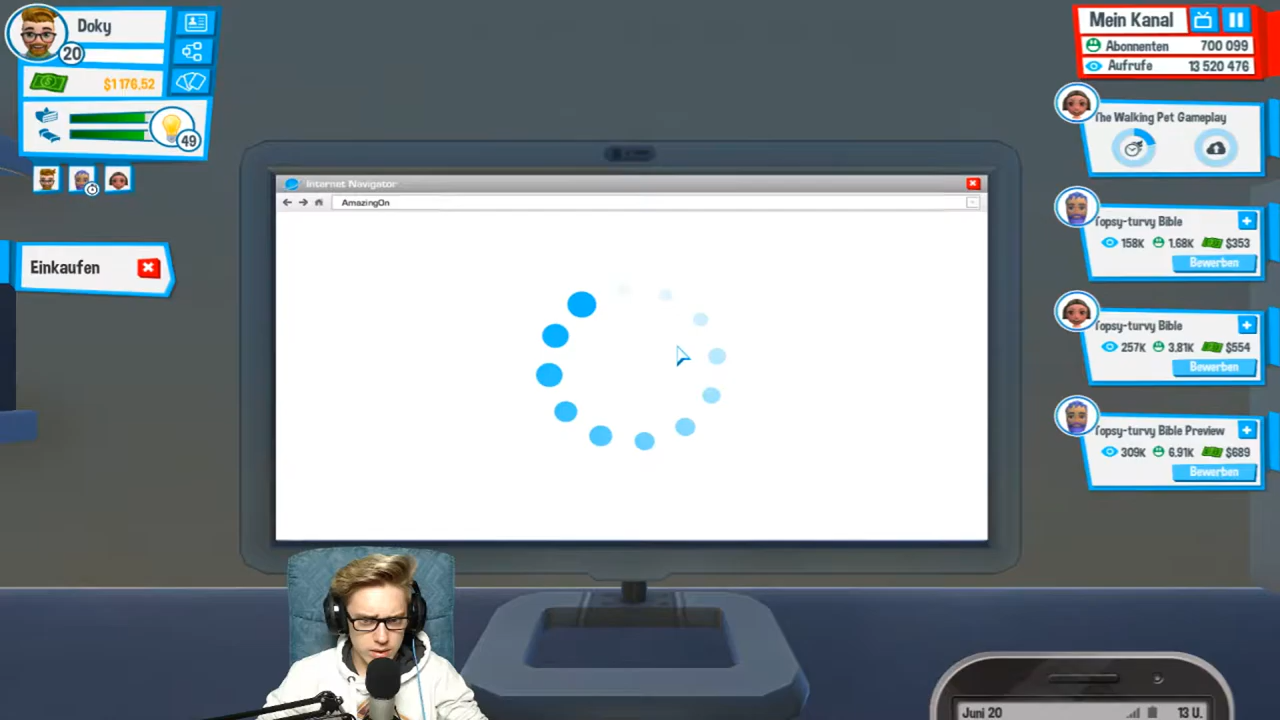 Doky
20
$1 176.52
49
Einkaufen
Internet Navigator
AmazingOn
Mein Kanal
Abonnenten 700 099
Aufrufe 13 520 476
The Walking Pet Gameplay
Topsy-turvy Bible
158K 1.68K $353
Bewerben
Topsy-turvy Bible
257K 3.81K $554
Bewerben
Topsy-turvy Bible Preview
309K 6.91K $689
Bewerben
Juni 20 13 U.